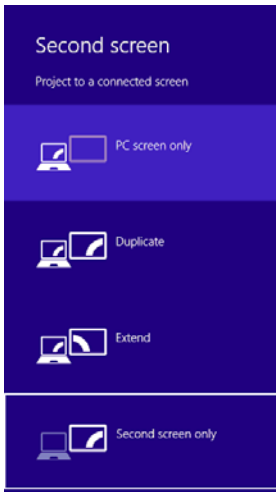 Second screen
Project to a connected screen
PC screen only
Duplicate
Extend
Second screen only